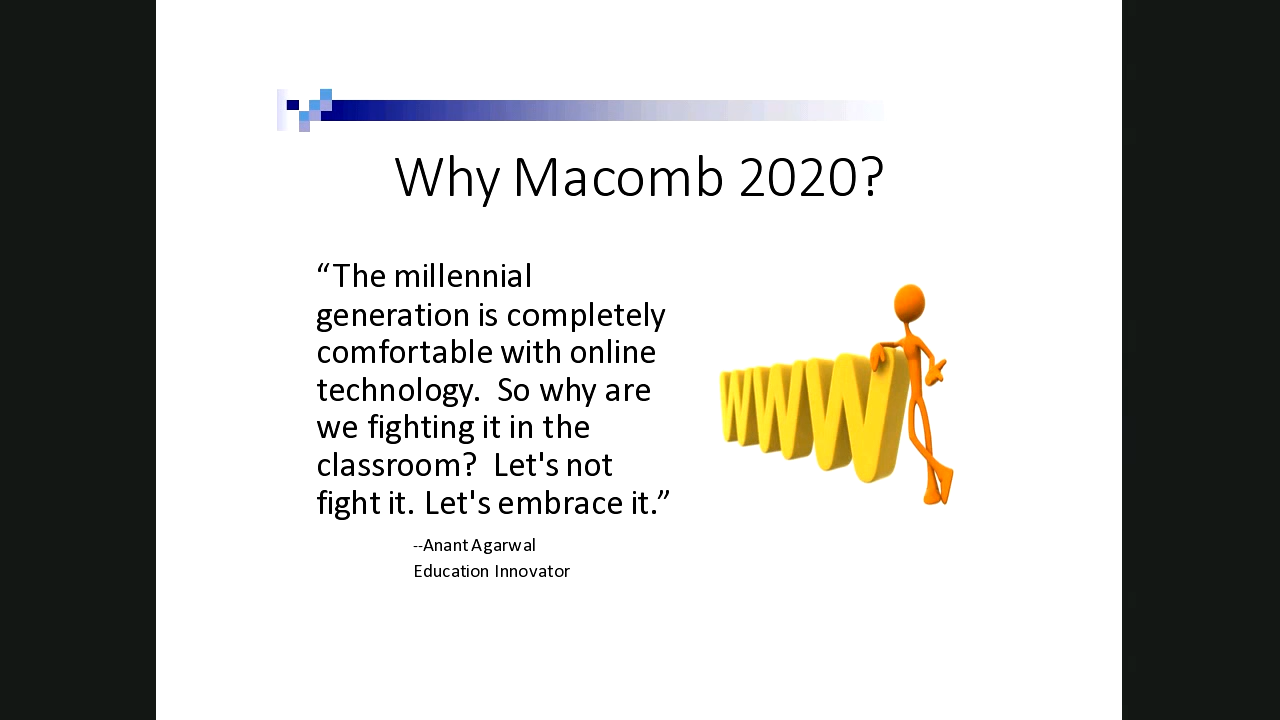 Why Macomb 2020?
“The millennial
generation is completely
comfortable with online
technology.  So why are
we fighting it in the
classroom?  Let's not
fight it. Let's embrace it.”
--Anant Agarwal
Education Innovator
WWWWW